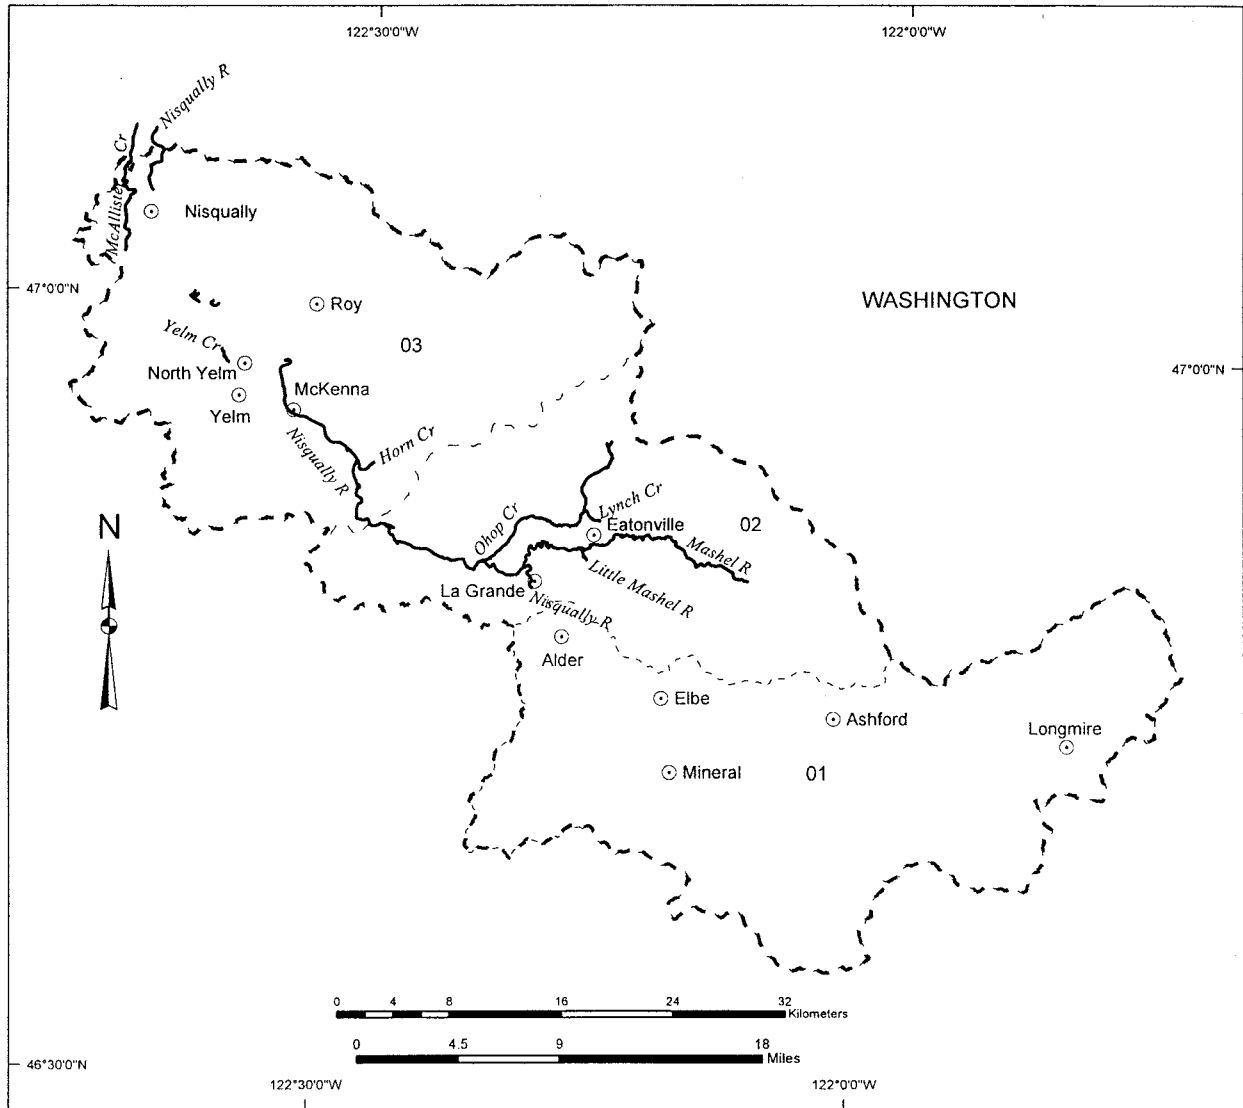 122°30'0"W
122°0'0"W
Nisqually R
McAllister Cr
Nisqually
47°0'0"N
WASHINGTON
Roy
Yelm Cr
03
North Yelm
47°0'0"N
McKenna
Yelm
Nisqually R
Horn Cr
Ohop Cr
Lynch Cr
N
Eatonville
02
Mashel R
La Grande
Little Mashel R
Nisqually R
Alder
Elbe
Ashford
Longmire
Mineral
01
0 4 8 16 24 32
Kilometers
0 4.5 9 18
Miles
46°30'0"N
122°30'0"W
122°0'0"W